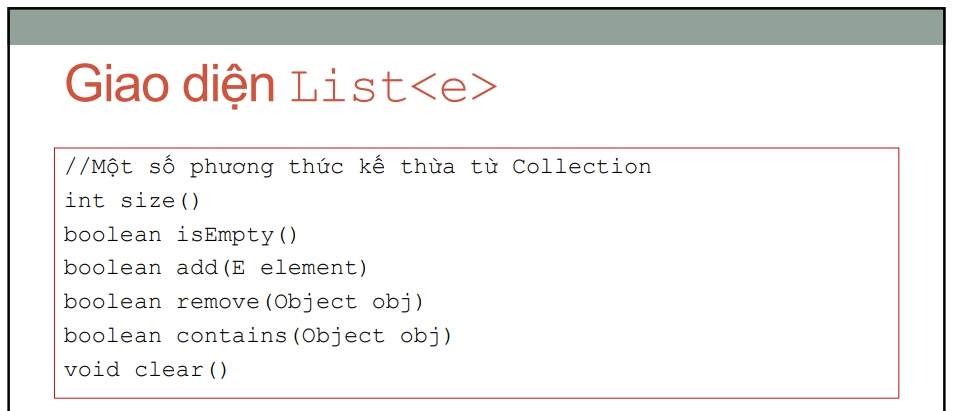 Giao diện List<e>
//Một số phương thức kế thừa từ Collection
int size()
boolean isEmpty()
boolean add(E element)
boolean remove(Object obj)
boolean contains(Object obj)
void clear()